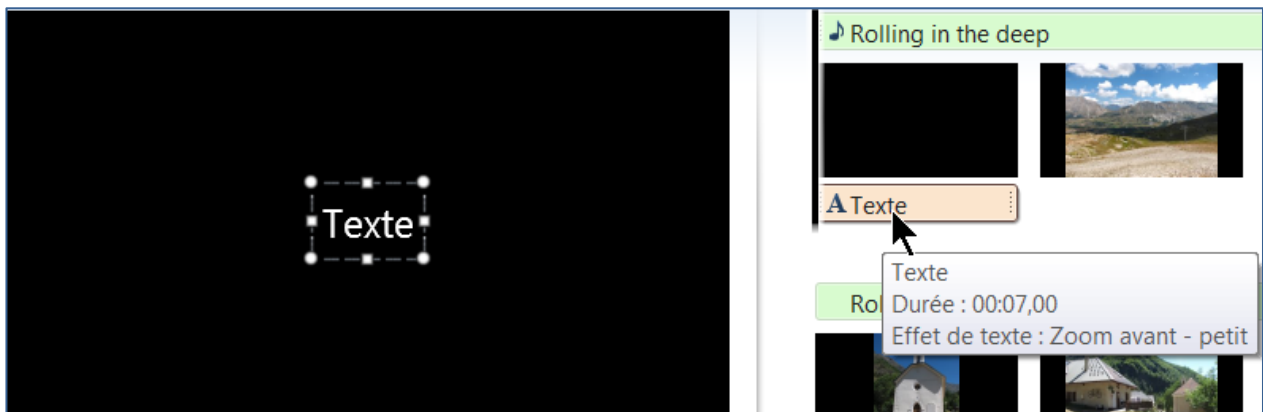 Texte
Rolling in the deep
A Texte
Texte
Rol
Durée : 00:07,00
Effet de texte : Zoom avant - petit